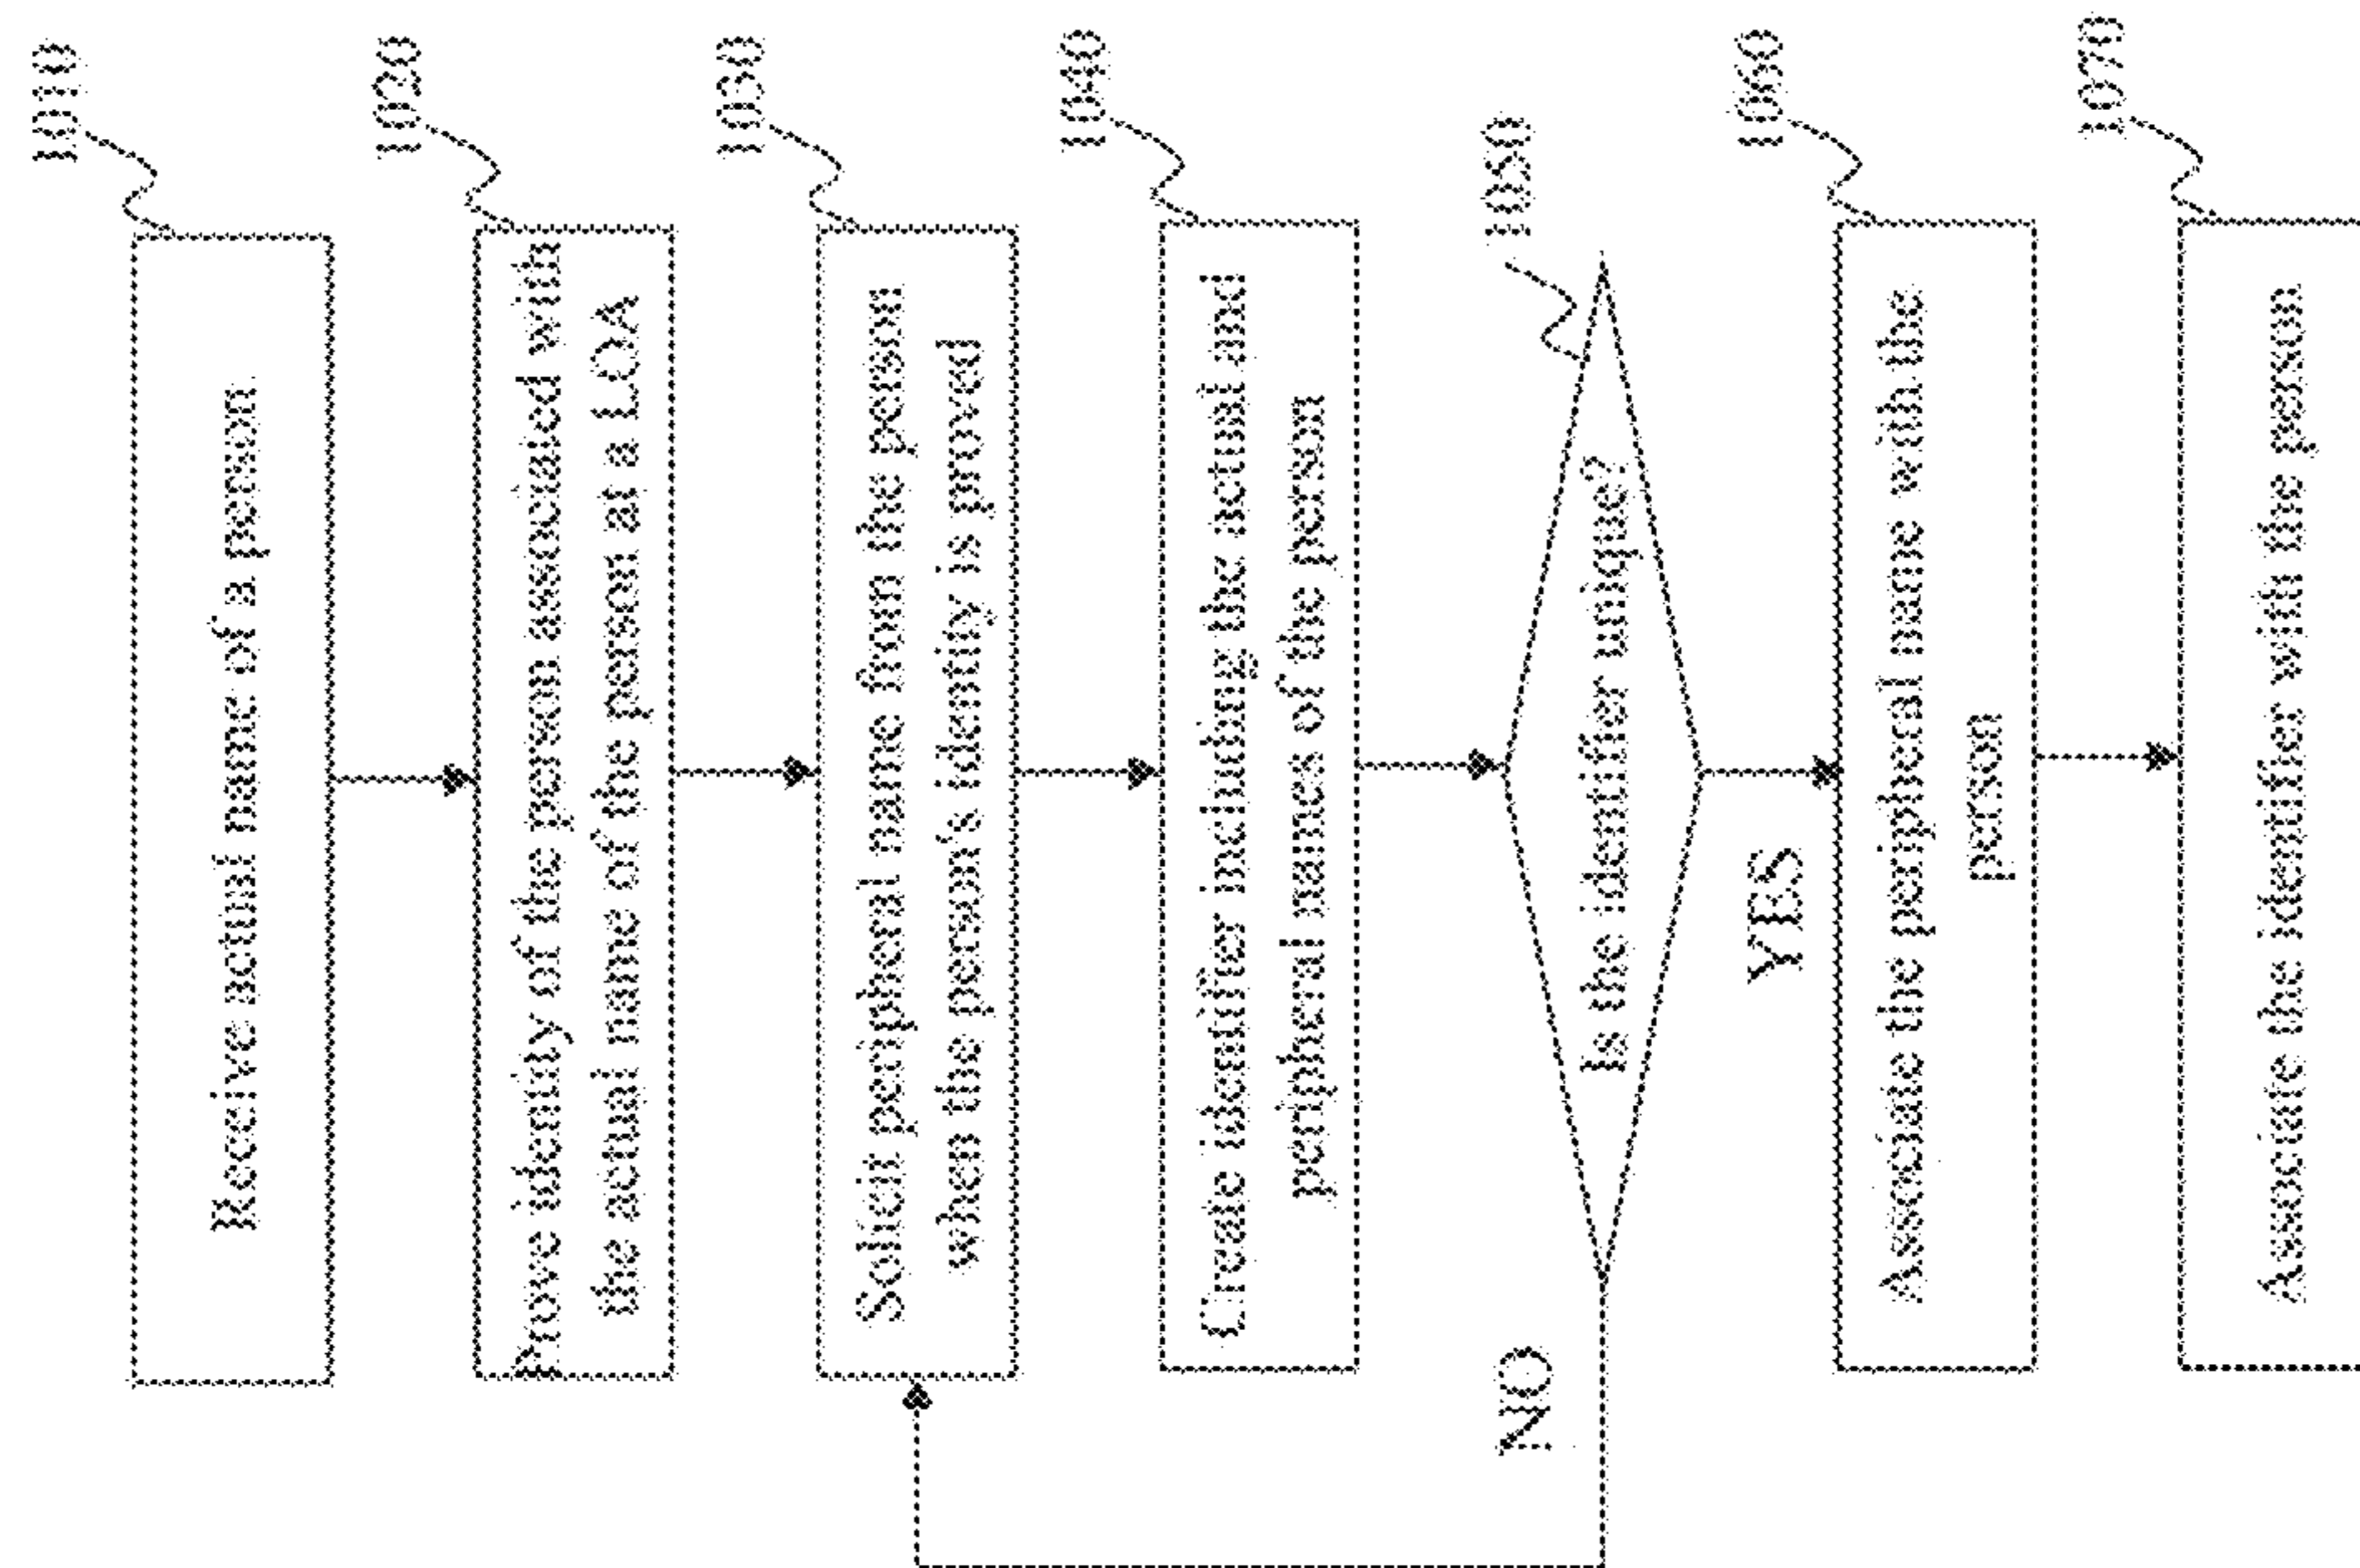 1010
Receive actual name of a person
1020
Prove identity of the person associated with
the actual name of the person at a LOA
1030
Solicit peripheral name from the person
when the person's identity is proved
1040
Create identifier including the actual and
peripheral names of the person
1050
Is the identifier unique?
NO
YES
1060
Associate the peripheral name with the
person
1070
Associate the identifier with the person